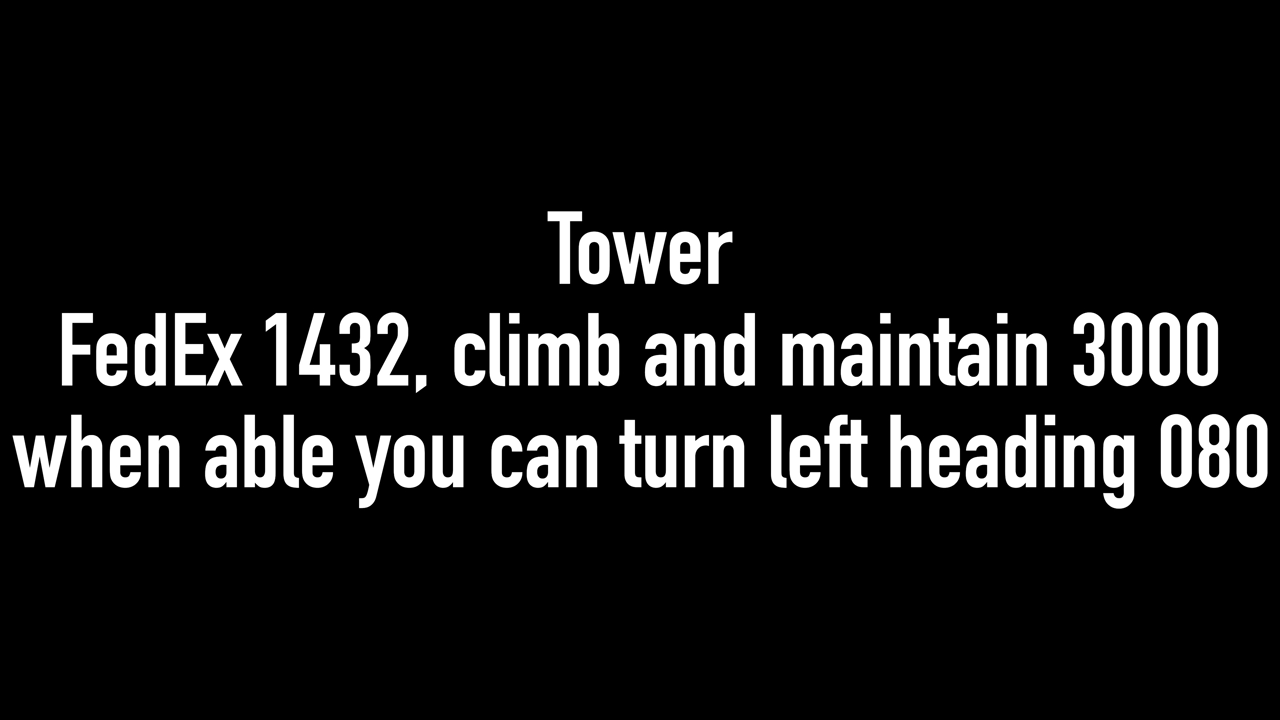 Tower
FedEx 1432, climb and maintain 3000
when able you can turn left heading 080